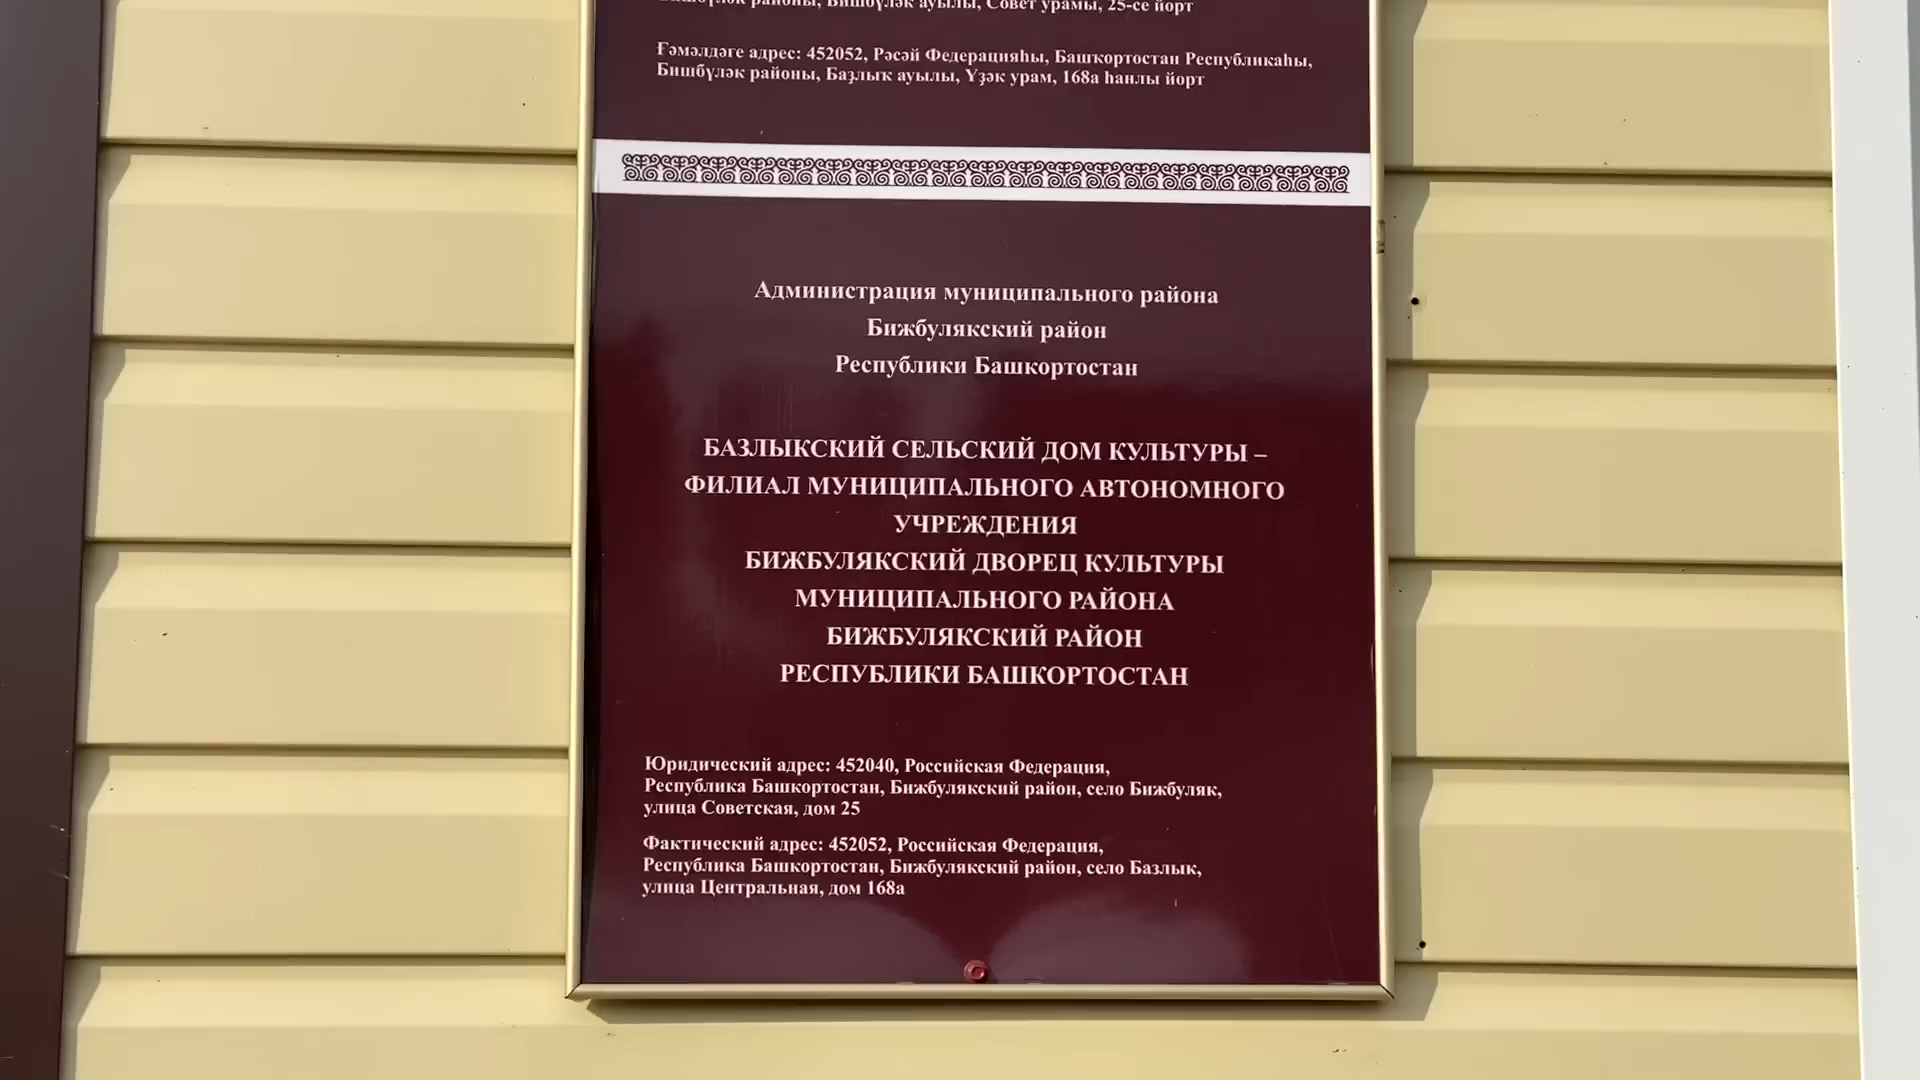 Бишбүләк районы, Бишбүләк ауылы, Совет урамы, 25-се йорт
Ғәмәлдәге адрес: 452052, Рәсәй Федерацияһы, Башҡортостан Республикаһы,
Бишбүләк районы, Баҙлыҡ ауылы, Үҙәк урам, 168а һанлы йорт
Администрация муниципального района
Бижбулякский район
Республики Башкортостан
БАЗЛЫКСКИЙ СЕЛЬСКИЙ ДОМ КУЛЬТУРЫ –
ФИЛИАЛ МУНИЦИПАЛЬНОГО АВТОНОМНОГО
УЧРЕЖДЕНИЯ
БИЖБУЛЯКСКИЙ ДВОРЕЦ КУЛЬТУРЫ
МУНИЦИПАЛЬНОГО РАЙОНА
БИЖБУЛЯКСКИЙ РАЙОН
РЕСПУБЛИКИ БАШКОРТОСТАН
Юридический адрес: 452040, Российская Федерация,
Республика Башкортостан, Бижбулякский район, село Бижбуляк,
улица Советская, дом 25
Фактический адрес: 452052, Российская Федерация,
Республика Башкортостан, Бижбулякский район, село Базлык,
улица Центральная, дом 168а